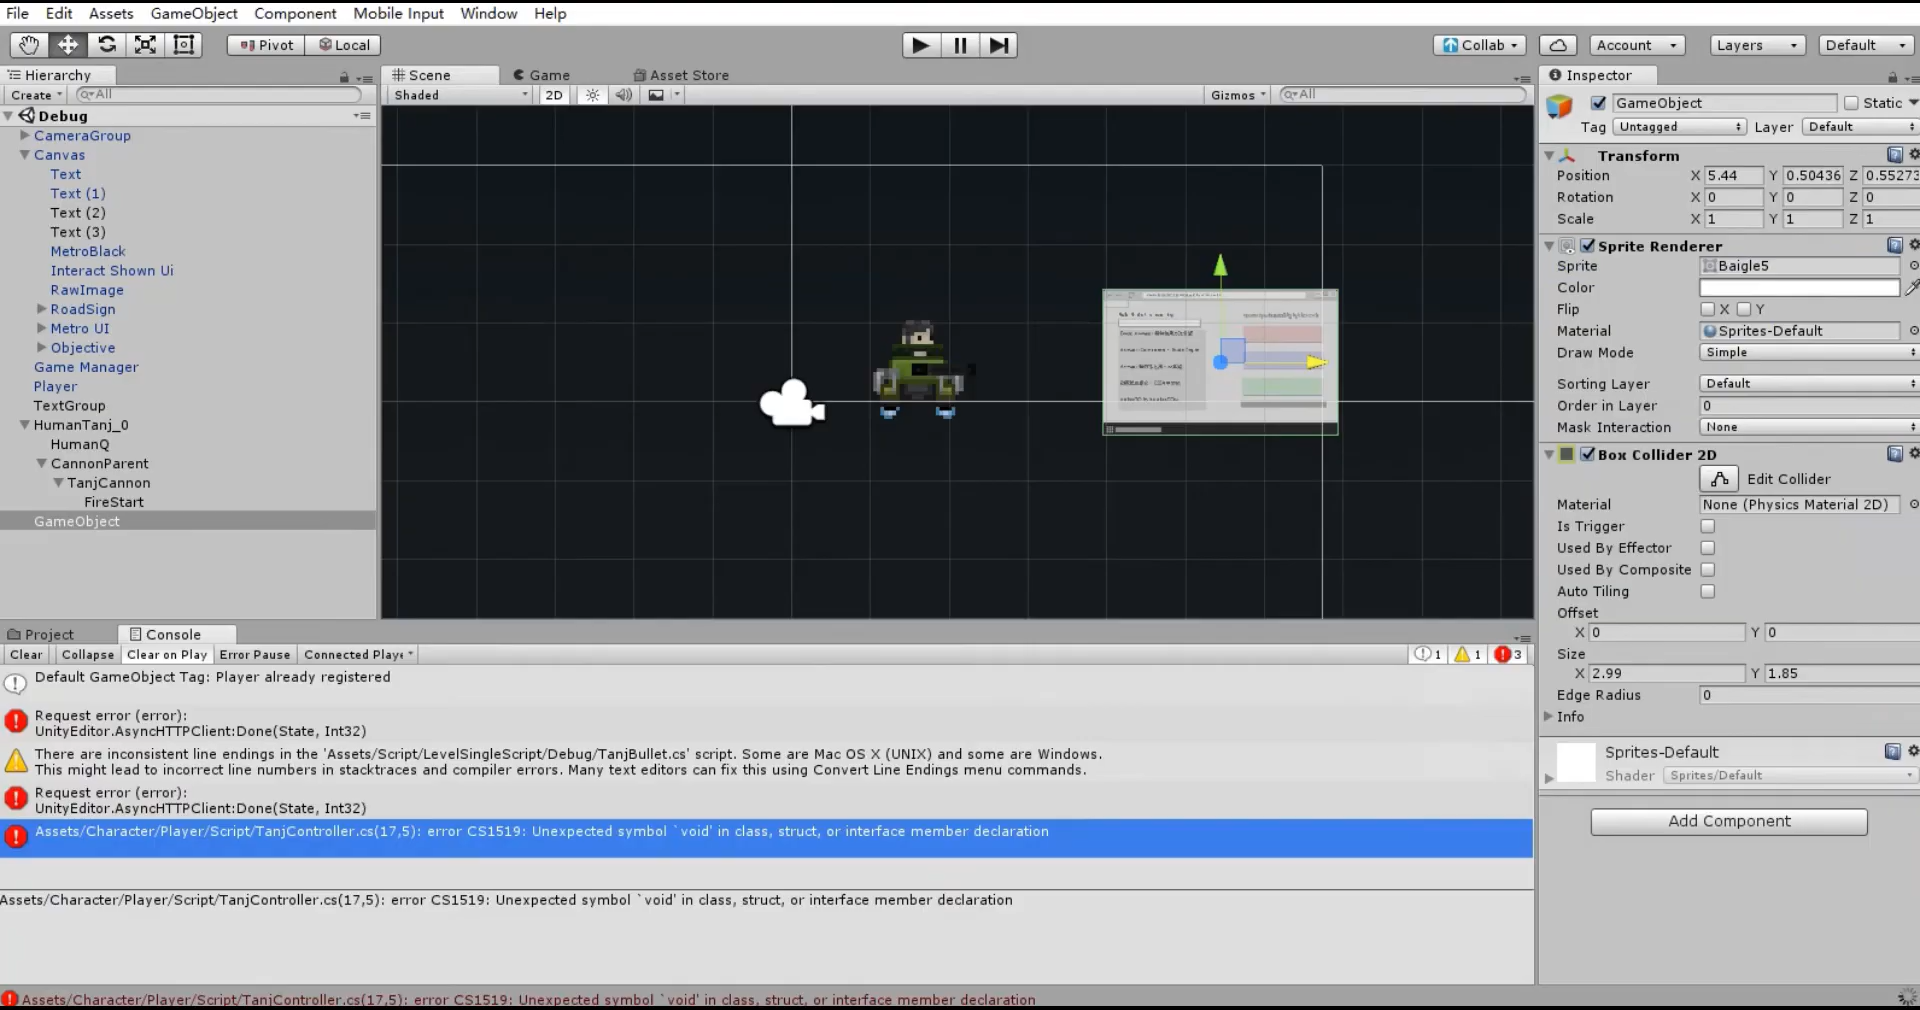 File Edit Assets GameObject Component Mobile Input Window Help
Pivot Local Collab Account Layers Default
Hierarchy
Create All
Debug
CameraGroup
Canvas
Text
Text (1)
Text (2)
Text (3)
MetroBlack
Interact Shown Ui
RawImage
RoadSign
Metro UI
Objective
Game Manager
Player
TextGroup
HumanTanj_0
HumanQ
CannonParent
TanjCannon
FireStart
GameObject
Scene Game Asset Store
Shaded 2D Gizmos All
Inspector
GameObject Static
Tag Untagged Layer Default
Transform
Position X 5.44 Y 0.50436 Z 0.55273
Rotation X 0 Y 0 Z 0
Scale X 1 Y 1 Z 1
Sprite Renderer
Sprite Baigle5
Color
Flip X Y
Material Sprites-Default
Draw Mode Simple
Sorting Layer Default
Order in Layer 0
Mask Interaction None
Box Collider 2D
Edit Collider
Material None (Physics Material 2D)
Is Trigger
Used By Effector
Used By Composite
Auto Tiling
Offset
X 0 Y 0
Size
X 2.99 Y 1.85
Edge Radius 0
Info
Sprites-Default
Shader Sprites/Default
Add Component
Project Console
Clear Collapse Clear on Play Error Pause Connected Playe 1 1 3
Default GameObject Tag: Player already registered
Request error (error):
UnityEditor.AsyncHTTPClient:Done(State, Int32)
There are inconsistent line endings in the 'Assets/Script/LevelSingleScript/Debug/TanjBullet.cs' script. Some are Mac OS X (UNIX) and some are Windows.
This might lead to incorrect line numbers in stacktraces and compiler errors. Many text editors can fix this using Convert Line Endings menu commands.
Request error (error):
UnityEditor.AsyncHTTPClient:Done(State, Int32)
Assets/Character/Player/Script/TanjController.cs(17,5): error CS1519: Unexpected symbol `void' in class, struct, or interface member declaration
Assets/Character/Player/Script/TanjController.cs(17,5): error CS1519: Unexpected symbol `void' in class, struct, or interface member declaration
Assets/Character/Player/Script/TanjController.cs(17,5): error CS1519: Unexpected symbol `void' in class, struct, or interface member declaration